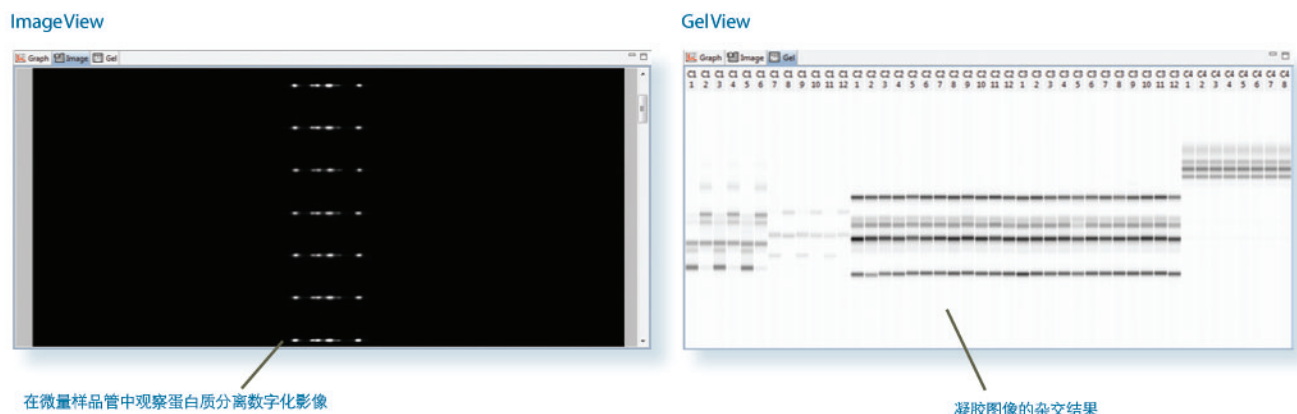 ImageView
GelView
Graph Image Gel
Graph Image Gel
C1 C1 C1 C1 C1 C1 C1 C1 C1 C1 C1 C1 C2 C2 C2 C2 C2 C2 C2 C2 C2 C2 C2 C2 C3 C3 C3 C3 C3 C3 C3 C3 C3 C3 C3 C3 C4 C4 C4 C4 C4 C4 C4 C4
1 2 3 4 5 6 7 8 9 10 11 12 1 2 3 4 5 6 7 8 9 10 11 12 1 2 3 4 5 6 7 8 9 10 11 12 1 2 3 4 5 6 7 8
在微量样品管中观察蛋白质分离数字化影像
凝胶图像的杂交结果